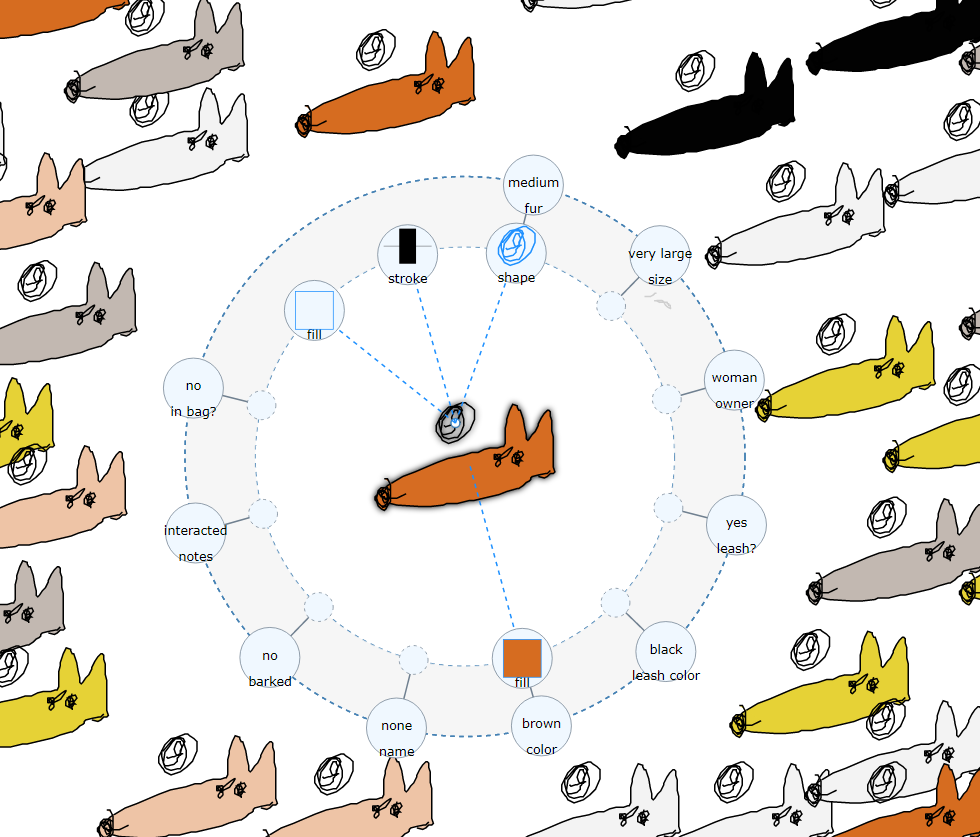 medium
fur
stroke
shape
very large
size
fill
no
in bag?
woman
owner
interacted
notes
yes
leash?
no
barked
black
leash color
fill
none
name
brown
color